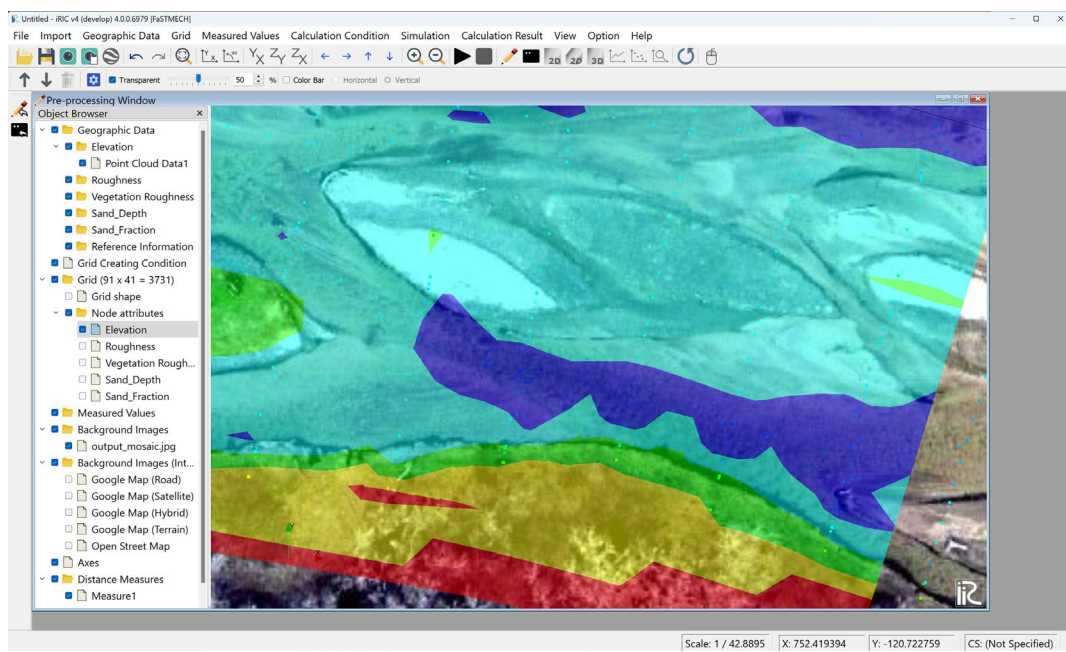 Untitled - iRIC v4 (develop) 4.0.0.6979 [FaSTMECH]
File Import Geographic Data Grid Measured Values Calculation Condition Simulation Calculation Result View Option Help
2D 2D 3D
Transparent 50 % Color Bar Horizontal Vertical
Pre-processing Window
Object Browser
Geographic Data
Elevation
Point Cloud Data1
Roughness
Vegetation Roughness
Sand_Depth
Sand_Fraction
Reference Information
Grid Creating Condition
Grid (91 x 41 = 3731)
Grid shape
Node attributes
Elevation
Roughness
Vegetation Rough...
Sand_Depth
Sand_Fraction
Measured Values
Background Images
output_mosaic.jpg
Background Images (Int...
Google Map (Road)
Google Map (Satellite)
Google Map (Hybrid)
Google Map (Terrain)
Open Street Map
Axes
Distance Measures
Measure1
Y
X
Scale: 1 / 42.8895 X: 752.419394 Y: -120.722759 CS: (Not Specified)